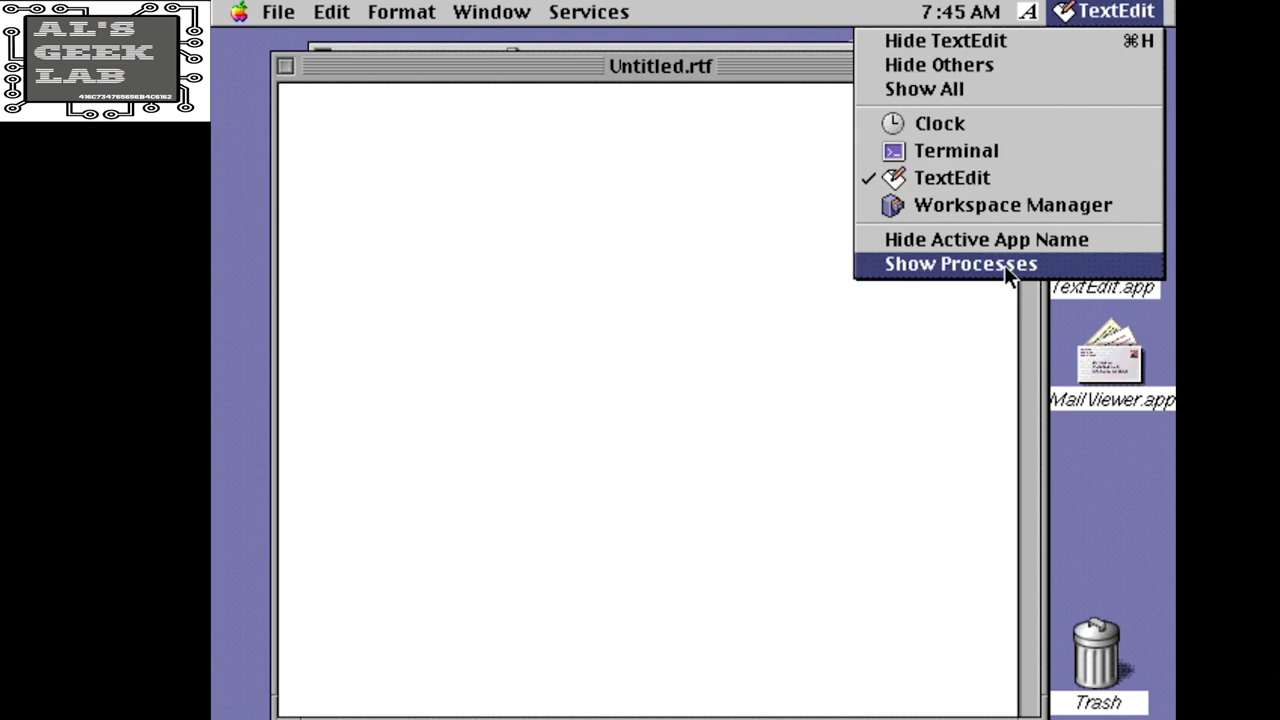 AL'S
GEEK
LAB
416C7347656B4C6162
File Edit Format Window Services 7:45 AM A TextEdit
Untitled.rtf
Hide TextEdit ⌘H
Hide Others
Show All
Clock
Terminal
✓ TextEdit
Workspace Manager
Hide Active App Name
Show Processes
TextEdit.app
MailViewer.app
Trash